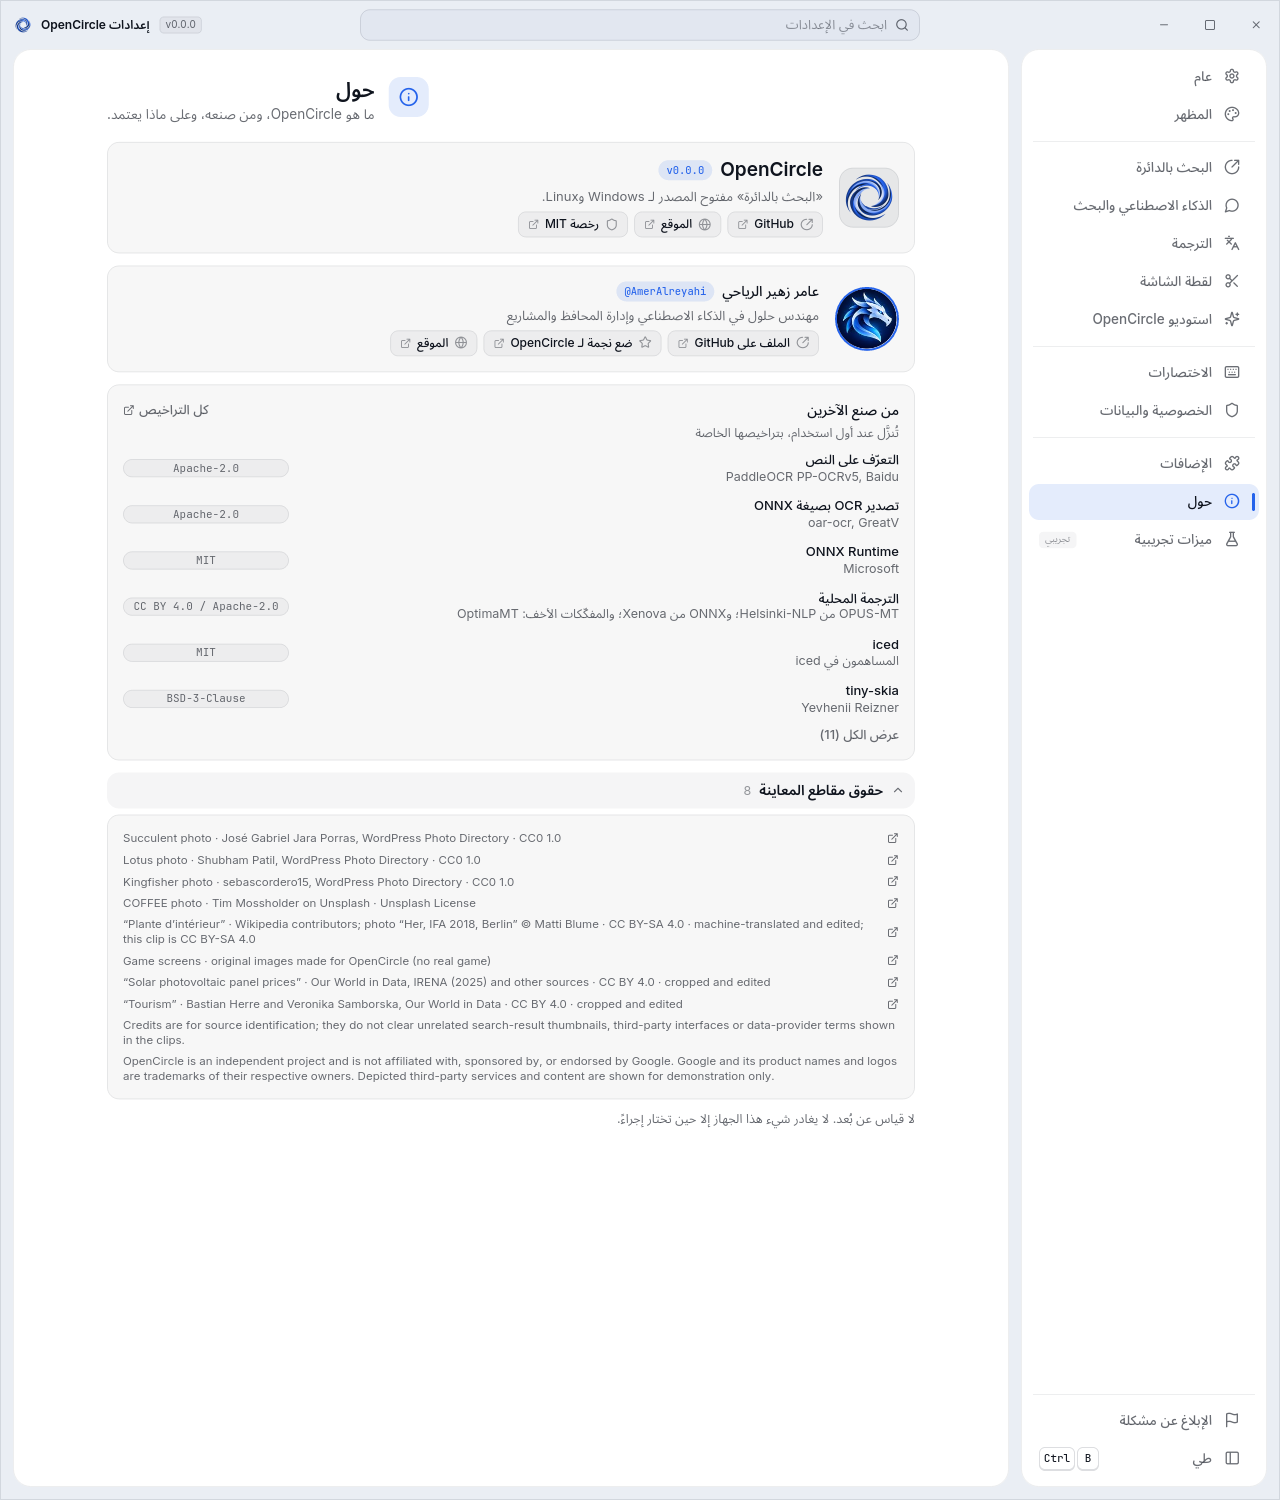 إعدادات OpenCircle
v0.0.0
ابحث في الإعدادات
عام
المظهر
البحث بالدائرة
الذكاء الاصطناعي والبحث
الترجمة
لقطة الشاشة
استوديو OpenCircle
الاختصارات
الخصوصية والبيانات
الإضافات
حول
ميزات تجريبية
تجريبي
الإبلاغ عن مشكلة
طي
Ctrl B
حول
ما هو OpenCircle، ومن صنعه، وعلى ماذا يعتمد.
OpenCircle v0.0.0
«البحث بالدائرة» مفتوح المصدر لـ Windows وLinux.
GitHub
الموقع
رخصة MIT
عامر زهير الرياحي @AmerAlreyahi
مهندس حلول في الذكاء الاصطناعي وإدارة المحافظ والمشاريع
الملف على GitHub
ضع نجمة لـ OpenCircle
الموقع
من صنع الآخرين
كل التراخيص
تُنزَّل عند أول استخدام، بتراخيصها الخاصة
التعرّف على النص
PaddleOCR PP-OCRv5, Baidu
Apache-2.0
تصدير OCR بصيغة ONNX
oar-ocr, GreatV
Apache-2.0
ONNX Runtime
Microsoft
MIT
الترجمة المحلية
OPUS-MT من Helsinki-NLP؛ وONNX من Xenova؛ والمفكّكات الأخف: OptimaMT
CC BY 4.0 / Apache-2.0
iced
المساهمون في iced
MIT
tiny-skia
Yevhenii Reizner
BSD-3-Clause
عرض الكل (11)
حقوق مقاطع المعاينة 8
Succulent photo · José Gabriel Jara Porras, WordPress Photo Directory · CC0 1.0
Lotus photo · Shubham Patil, WordPress Photo Directory · CC0 1.0
Kingfisher photo · sebascordero15, WordPress Photo Directory · CC0 1.0
COFFEE photo · Tim Mossholder on Unsplash · Unsplash License
“Plante d’intérieur” · Wikipedia contributors; photo “Her, IFA 2018, Berlin” © Matti Blume · CC BY-SA 4.0 · machine-translated and edited;
this clip is CC BY-SA 4.0
Game screens · original images made for OpenCircle (no real game)
“Solar photovoltaic panel prices” · Our World in Data, IRENA (2025) and other sources · CC BY 4.0 · cropped and edited
“Tourism” · Bastian Herre and Veronika Samborska, Our World in Data · CC BY 4.0 · cropped and edited
Credits are for source identification; they do not clear unrelated search-result thumbnails, third-party interfaces or data-provider terms shown
in the clips.
OpenCircle is an independent project and is not affiliated with, sponsored by, or endorsed by Google. Google and its product names and logos
are trademarks of their respective owners. Depicted third-party services and content are shown for demonstration only.
لا قياس عن بُعد. لا يغادر شيء هذا الجهاز إلا حين تختار إجراءً.